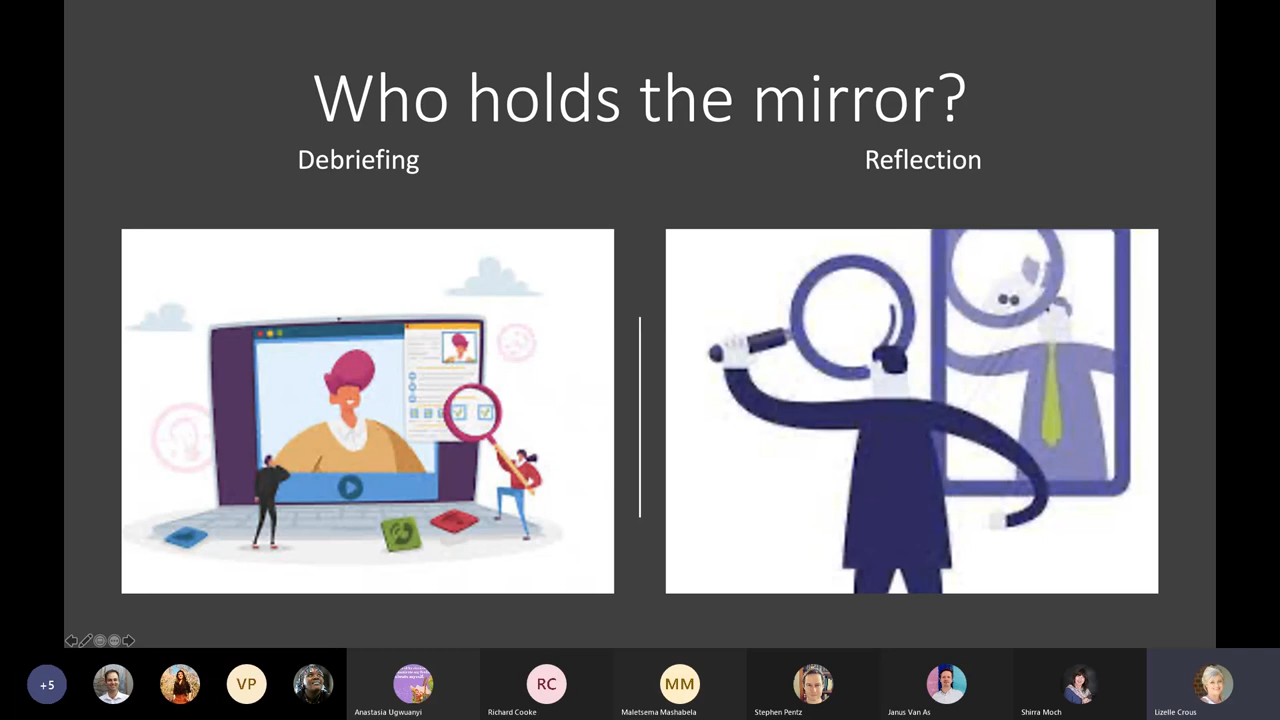 Who holds the mirror?
Debriefing
Reflection
+5
VP
RC
MM
Anastasia Ugwuanyi
Richard Cooke
Maletsema Mashabela
Stephen Pentz
Janus Van As
Shirra Moch
Lizelle Crous